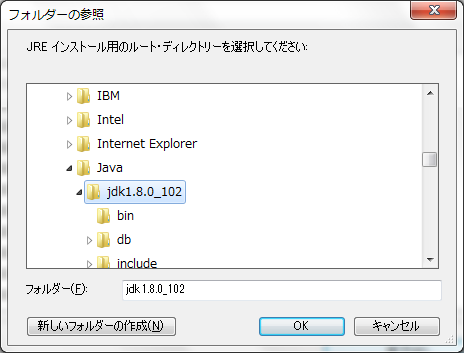 フォルダーの参照
JRE インストール用のルート・ディレクトリーを選択してください:
IBM
Intel
Internet Explorer
Java
jdk1.8.0_102
bin
db
include
フォルダー(F):
jdk1.8.0_102
新しいフォルダーの作成(N)
OK
キャンセル